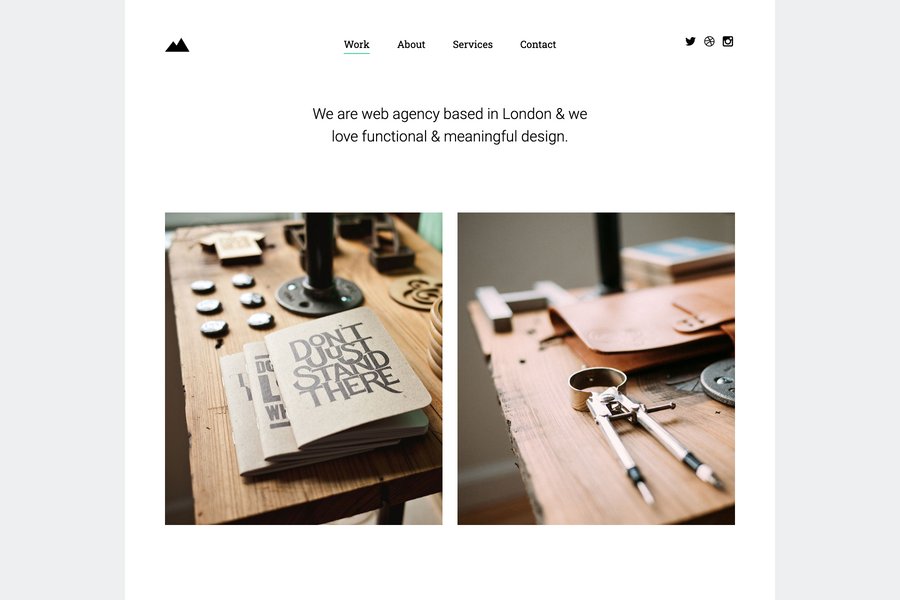 Work About Services Contact
We are web agency based in London & we
love functional & meaningful design.
DON'T
JUST
STAND
THERE